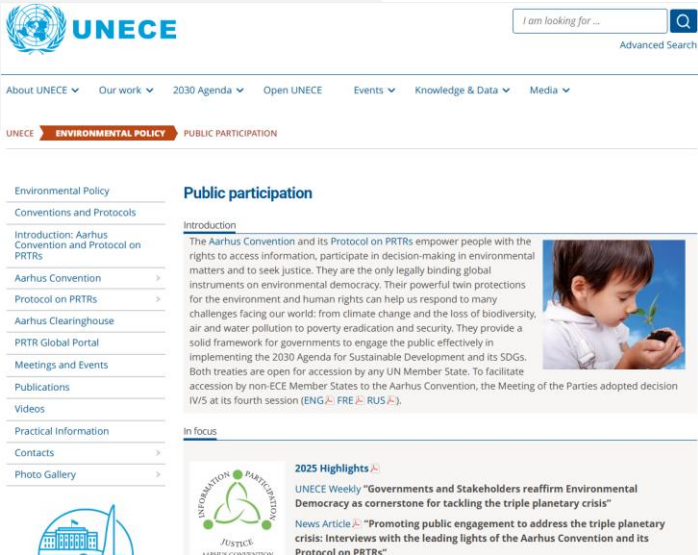 UNECE
I am looking for ...
Advanced Search
About UNECE
Our work
2030 Agenda
Open UNECE
Events
Knowledge & Data
Media
UNECE
ENVIRONMENTAL POLICY
PUBLIC PARTICIPATION
Environmental Policy
Conventions and Protocols
Introduction: Aarhus
Convention and Protocol on
PRTRs
Aarhus Convention
Protocol on PRTRs
Aarhus Clearinghouse
PRTR Global Portal
Meetings and Events
Publications
Videos
Practical Information
Contacts
Photo Gallery
Public participation
Introduction
The Aarhus Convention and its Protocol on PRTRs empower people with the
rights to access information, participate in decision-making in environmental
matters and to seek justice. They are the only legally binding global
instruments on environmental democracy. Their powerful twin protections
for the environment and human rights can help us respond to many
challenges facing our world: from climate change and the loss of biodiversity,
air and water pollution to poverty eradication and security. They provide a
solid framework for governments to engage the public effectively in
implementing the 2030 Agenda for Sustainable Development and its SDGs.
Both treaties are open for accession by any UN Member State. To facilitate
accession by non-ECE Member States to the Aarhus Convention, the Meeting of the Parties adopted decision
IV/5 at its fourth session (ENG FRE RUS).
In focus
INFORMATION
PARTICIPATION
JUSTICE
AARHUS CONVENTION
2025 Highlights
UNECE Weekly "Governments and Stakeholders reaffirm Environmental
Democracy as cornerstone for tackling the triple planetary crisis"
News Article "Promoting public engagement to address the triple planetary
crisis: Interviews with the leading lights of the Aarhus Convention and its
Protocol on PRTRs"